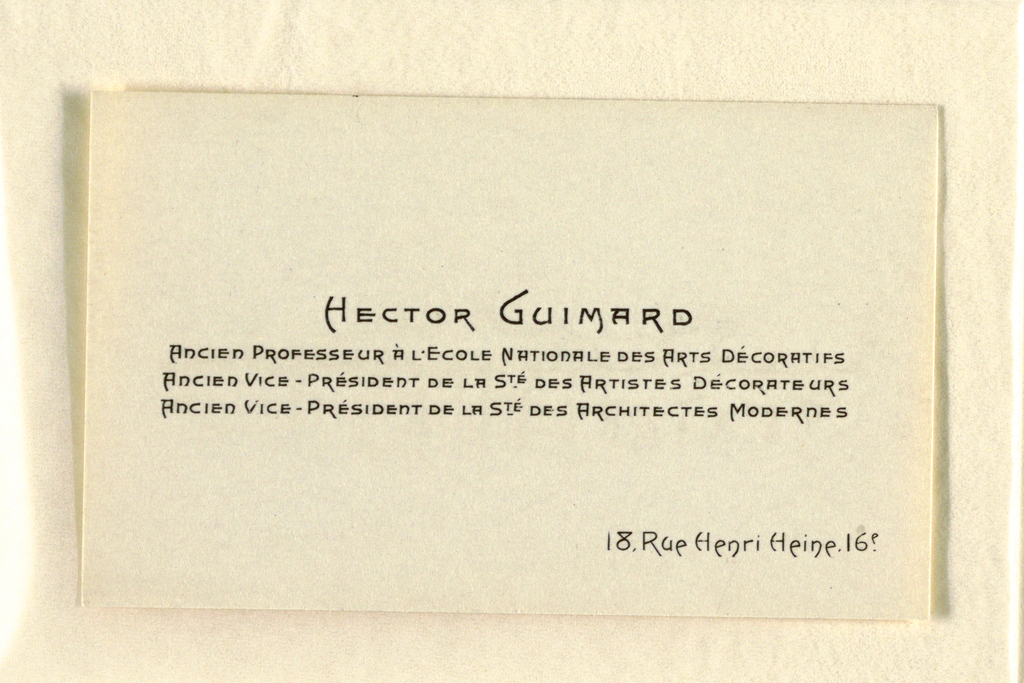 Hector Guimard
Ancien Professeur à l'Ecole Nationale des Arts Décoratifs
Ancien Vice-Président de la Sté des Artistes Décorateurs
Ancien Vice-Président de la Sté des Architectes Modernes
18, Rue Henri Heine. 16e